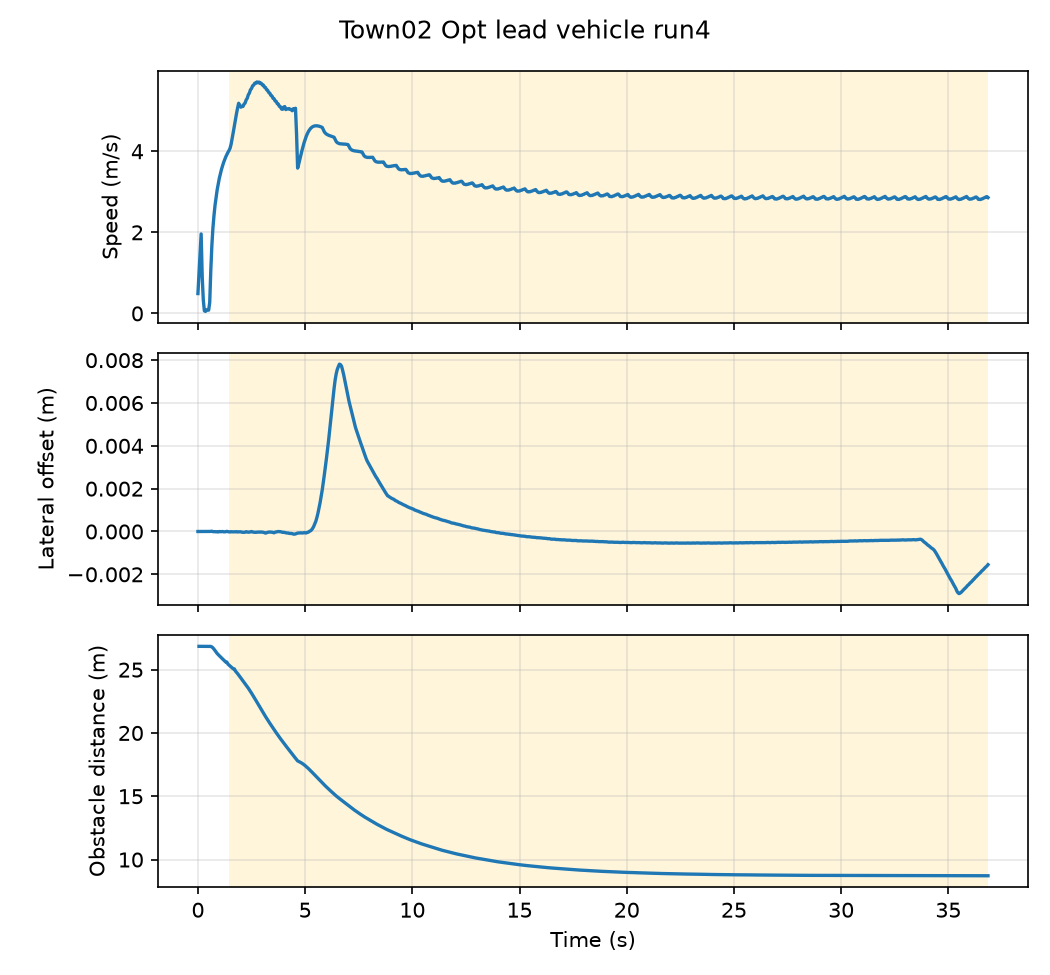 Town02 Opt lead vehicle run4
Speed (m/s)
4
2
0
Lateral offset (m)
0.008
0.006
0.004
0.002
0.000
−0.002
Obstacle distance (m)
25
20
15
10
0 5 10 15 20 25 30 35
Time (s)